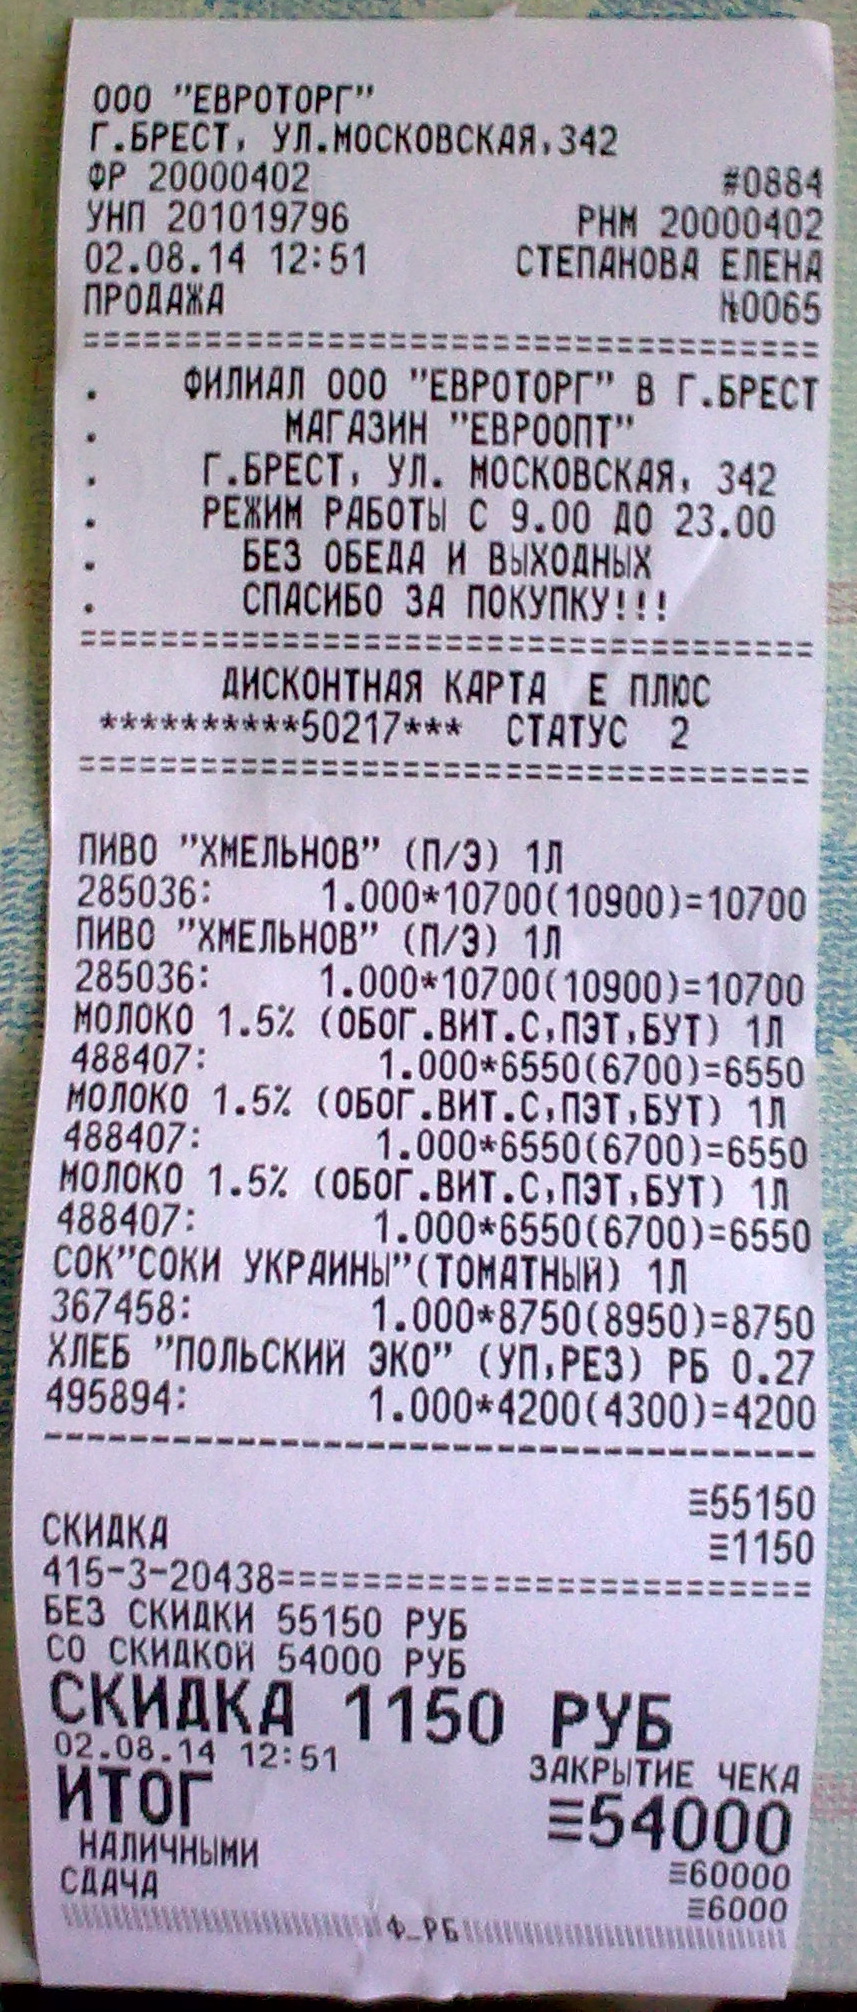 ООО "ЕВРОТОРГ"
Г.БРЕСТ, УЛ.МОСКОВСКАЯ,342
ФР 20000402 #0884
УНП 201019796 РНМ 20000402
02.08.14 12:51 СТЕПАНОВА ЕЛЕНА
ПРОДАЖА №0065
=====================================
. ФИЛИАЛ ООО "ЕВРОТОРГ" В Г.БРЕСТ
. МАГАЗИН "ЕВРООПТ"
. Г.БРЕСТ, УЛ. МОСКОВСКАЯ, 342
. РЕЖИМ РАБОТЫ С 9.00 ДО 23.00
. БЕЗ ОБЕДА И ВЫХОДНЫХ
. СПАСИБО ЗА ПОКУПКУ!!!
=====================================
ДИСКОНТНАЯ КАРТА Е ПЛЮС
**********50217*** СТАТУС 2
=====================================
ПИВО "ХМЕЛЬНОВ" (П/Э) 1Л
285036: 1.000*10700(10900)=10700
ПИВО "ХМЕЛЬНОВ" (П/Э) 1Л
285036: 1.000*10700(10900)=10700
МОЛОКО 1.5% (ОБОГ.ВИТ.С,ПЭТ,БУТ) 1Л
488407: 1.000*6550(6700)=6550
МОЛОКО 1.5% (ОБОГ.ВИТ.С,ПЭТ,БУТ) 1Л
488407: 1.000*6550(6700)=6550
МОЛОКО 1.5% (ОБОГ.ВИТ.С,ПЭТ,БУТ) 1Л
488407: 1.000*6550(6700)=6550
СОК"СОКИ УКРАИНЫ"(ТОМАТНЫЙ) 1Л
367458: 1.000*8750(8950)=8750
ХЛЕБ "ПОЛЬСКИЙ ЭКО" (УП,РЕЗ) РБ 0.27
495894: 1.000*4200(4300)=4200
-------------------------------------
≡55150
СКИДКА ≡1150
415-3-20438==========================
БЕЗ СКИДКИ 55150 РУБ
СО СКИДКОЙ 54000 РУБ
СКИДКА 1150 РУБ
02.08.14 12:51 ЗАКРЫТИЕ ЧЕКА
ИТОГ ≡54000
НАЛИЧНЫМИ ≡60000
СДАЧА ≡6000
Ф_РБ